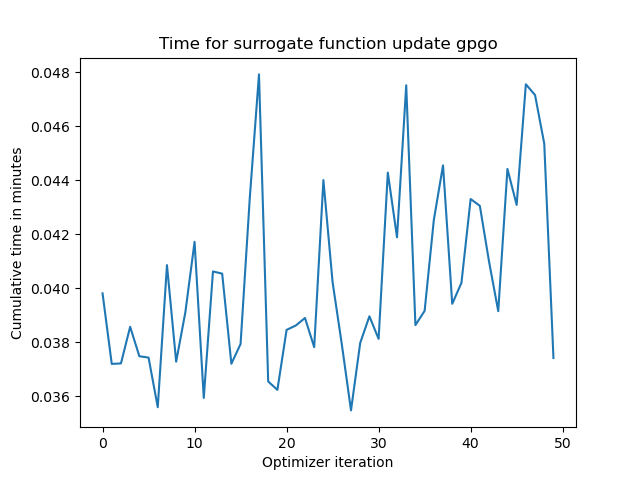 Time for surrogate function update gpgo
Cumulative time in minutes
0.048
0.046
0.044
0.042
0.040
0.038
0.036
0 10 20 30 40 50
Optimizer iteration